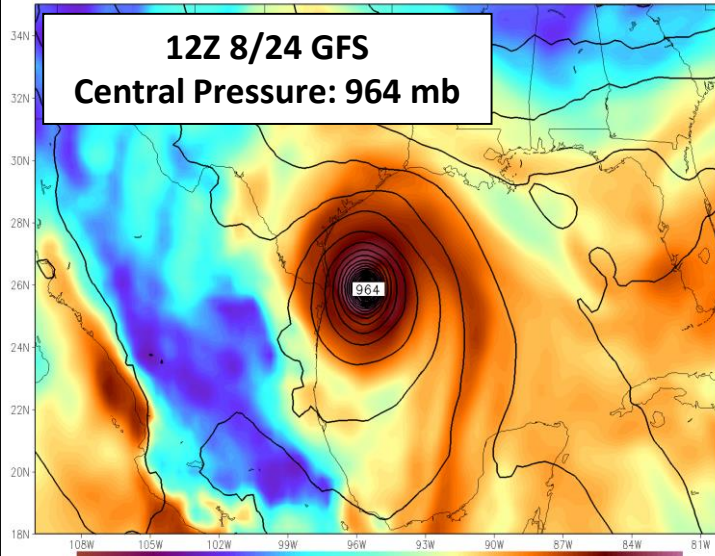 12Z 8/24 GFS
Central Pressure: 964 mb
34N
32N
30N
28N
26N
24N
22N
20N
18N
964
108W 105W 102W 99W 96W 93W 90W 87W 84W 81W